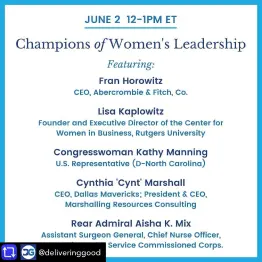 JUNE 2 12-1PM ET
Champions of Women's Leadership
Featuring:
Fran Horowitz
CEO, Abercrombie & Fitch, Co.
Lisa Kaplowitz
Founder and Executive Director of the Center for
Women in Business, Rutgers University
Congresswoman Kathy Manning
U.S. Representative (D-North Carolina)
Cynthia 'Cynt' Marshall
CEO, Dallas Mavericks; President & CEO,
Marshalling Resources Consulting
Rear Admiral Aisha K. Mix
Assistant Surgeon General, Chief Nurse Officer,
Service Commissioned Corps.
@deliveringgood